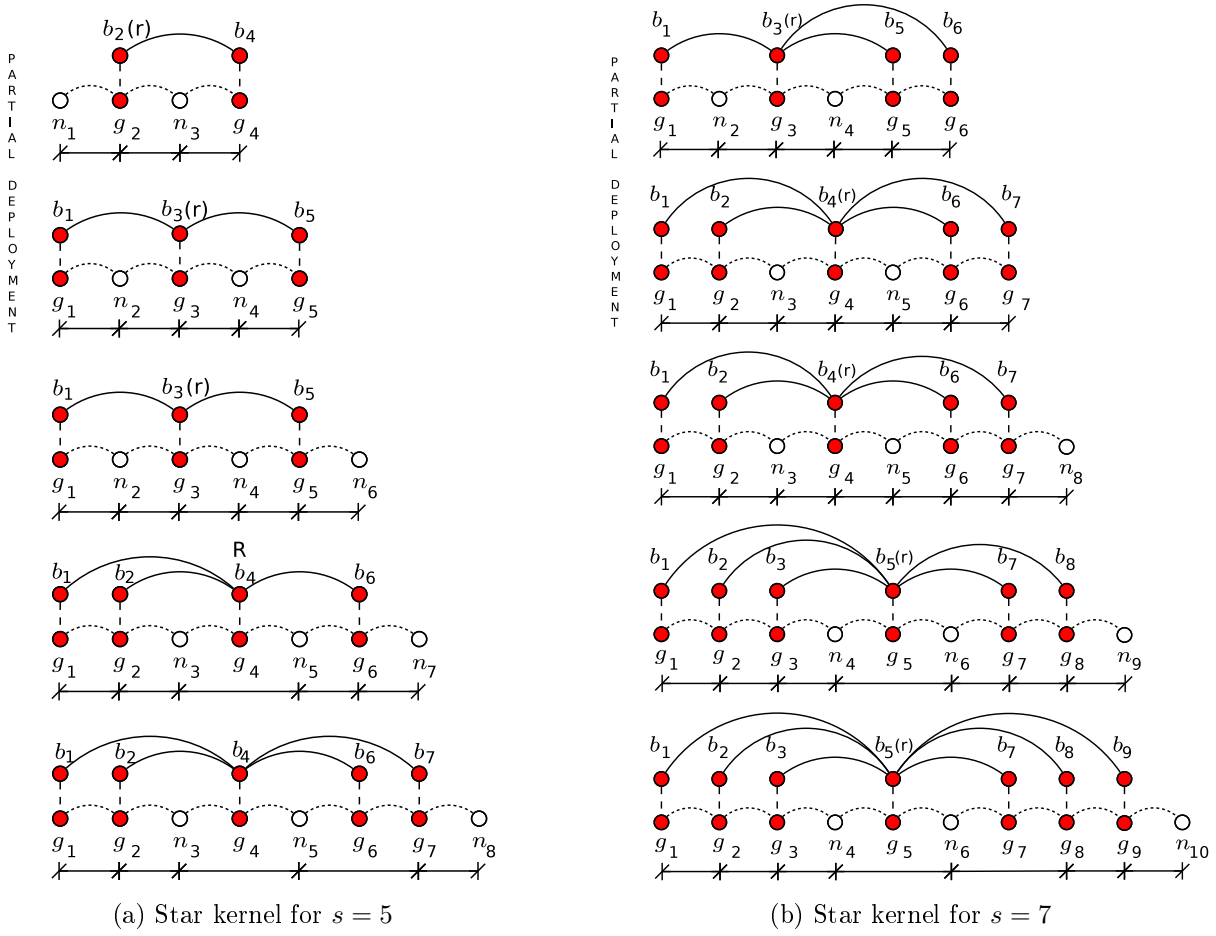 PARTIAL DEPLOYMENT
b2(r) b4
n1 g2 n3 g4
b1 b3(r) b5
g1 n2 g3 n4 g5
b1 b3(r) b5
g1 n2 g3 n4 g5 n6
R
b1 b2 b4 b6
g1 g2 n3 g4 n5 g6 n7
b1 b2 b4 b6 b7
g1 g2 n3 g4 n5 g6 g7 n8
(a) Star kernel for s = 5
PARTIAL DEPLOYMENT
b1 b3(r) b5 b6
g1 n2 g3 n4 g5 g6
b1 b2 b4(r) b6 b7
g1 g2 n3 g4 n5 g6 g7
b1 b2 b4(r) b6 b7
g1 g2 n3 g4 n5 g6 g7 n8
b1 b2 b3 b5(r) b7 b8
g1 g2 g3 n4 g5 n6 g7 g8 n9
b1 b2 b3 b5(r) b7 b8 b9
g1 g2 g3 n4 g5 n6 g7 g8 g9 n10
(b) Star kernel for s = 7